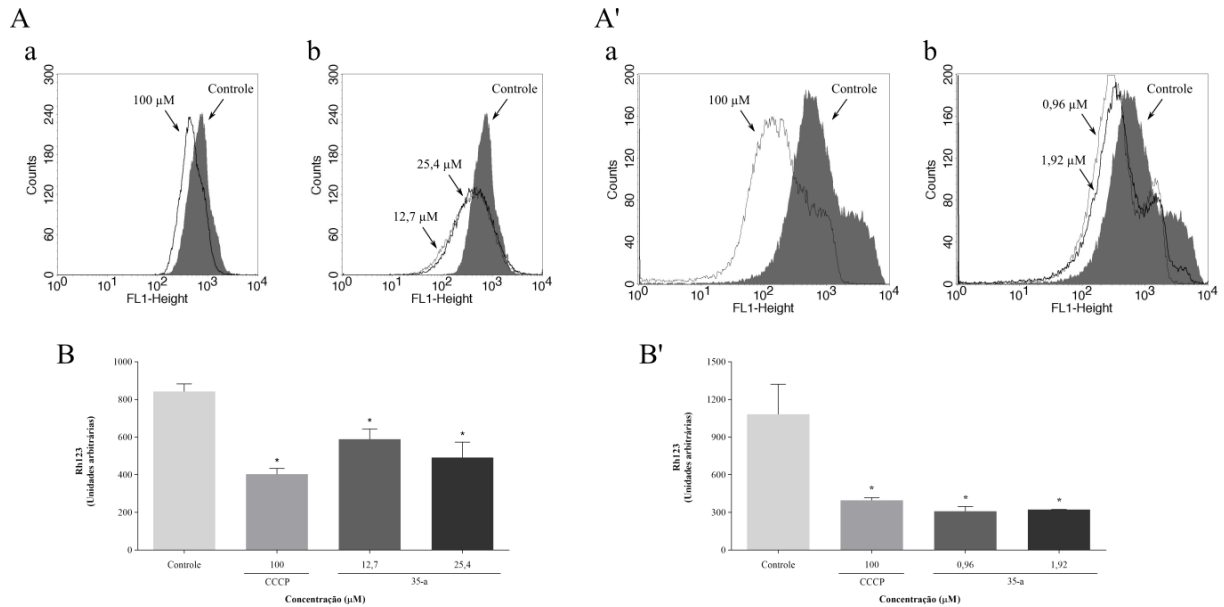 A
a
300
240
180
120
60
0
Counts
100 µM
Controle
10^0 10^1 10^2 10^3 10^4
FL1-Height
b
300
240
180
120
60
0
Counts
Controle
25,4 µM
12,7 µM
10^0 10^1 10^2 10^3 10^4
FL1-Height
A'
a
200
160
120
80
40
0
Counts
100 µM
Controle
10^0 10^1 10^2 10^3 10^4
FL1-Height
b
200
160
120
80
40
0
Counts
0,96 µM
Controle
1,92 µM
10^0 10^1 10^2 10^3 10^4
FL1-Height
B
1000
800
600
400
200
0
Rh123
(Unidades arbitrárias)
* * *
Controle 100 12,7 25,4
CCCP 35-a
Concentração (µM)
B'
1500
1200
900
600
300
0
Rh123
(Unidades arbitrárias)
* * *
Controle 100 0,96 1,92
CCCP 35-a
Concentração (µM)